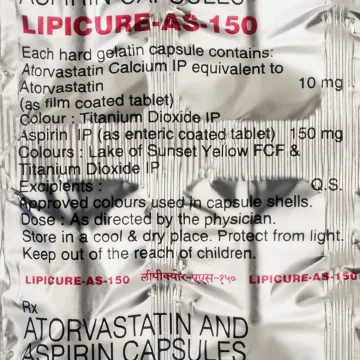 ASPIRIN CAPSULES
LIPICURE-AS-150
Each hard gelatin capsule contains:
Atorvastatin Calcium IP equivalent to
Atorvastatin 10 mg
(as film coated tablet)
Colour : Titanium Dioxide IP
Aspirin IP (as enteric coated tablet) 150 mg
Colours : Lake of Sunset Yellow FCF &
Titanium Dioxide IP
Excipients : Q.S.
Approved colours used in capsule shells.
Dose : As directed by the physician.
Store in a cool & dry place. Protect from light.
Keep out of the reach of children.
LIPICURE-AS-150 लीपीक्योर-एएस-१५० LIPICURE-AS-150
Rx
ATORVASTATIN AND
ASPIRIN CAPSULES